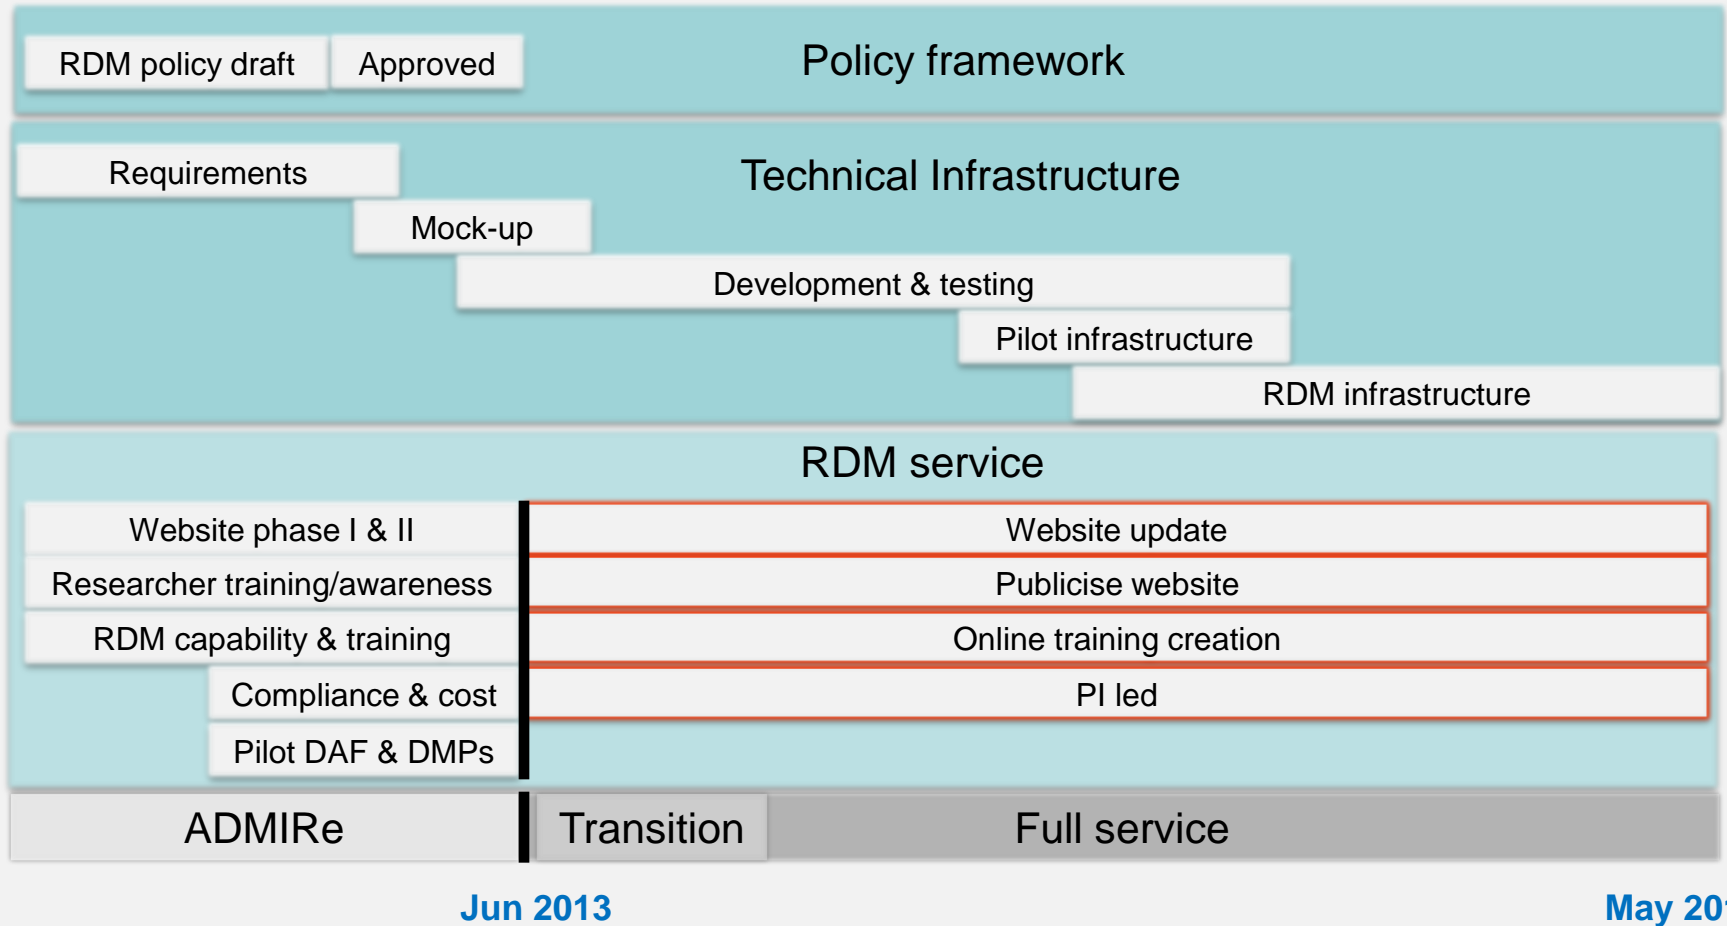 RDM policy draft
Approved
Policy framework
Requirements
Technical Infrastructure
Mock-up
Development & testing
Pilot infrastructure
RDM infrastructure
RDM service
Website phase I & II
Website update
Researcher training/awareness
Publicise website
RDM capability & training
Online training creation
Compliance & cost
PI led
Pilot DAF & DMPs
ADMIRe
Transition
Full service
Jun 2013
May